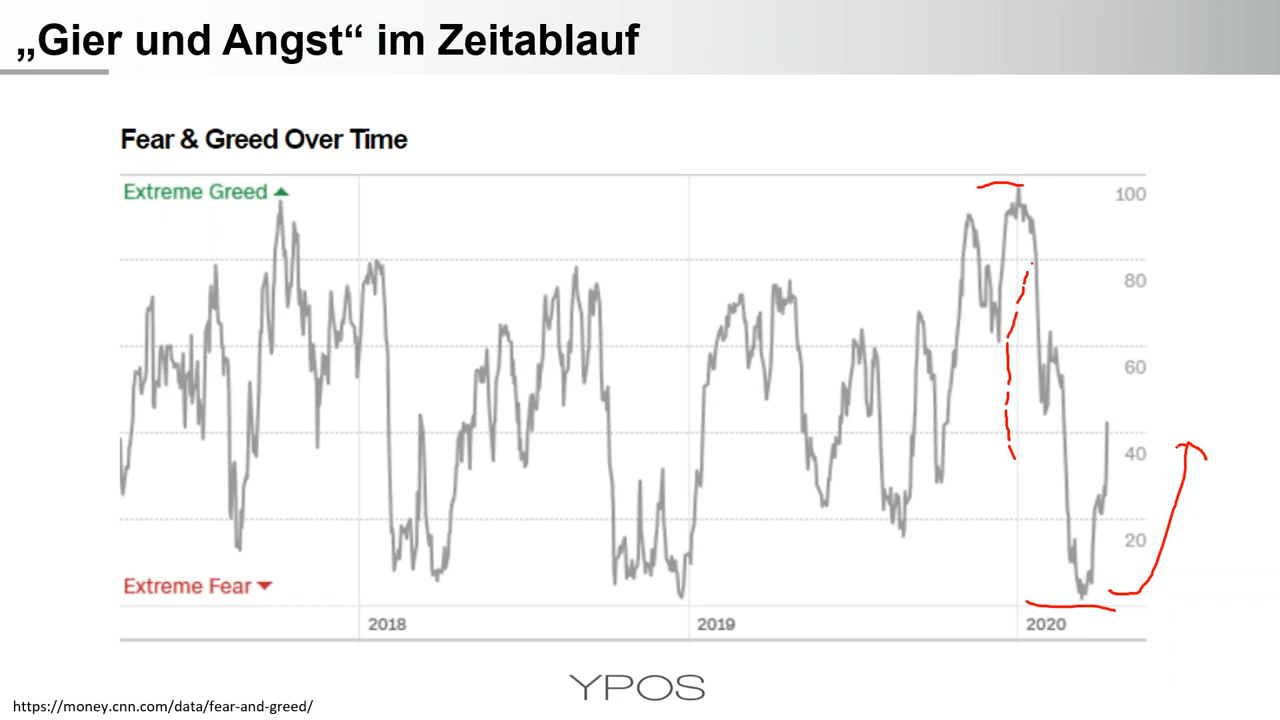 „Gier und Angst“ im Zeitablauf
Fear & Greed Over Time
Extreme Greed ▲
100
80
60
40
20
Extreme Fear ▼
2018
2019
2020
YPOS
https://money.cnn.com/data/fear-and-greed/